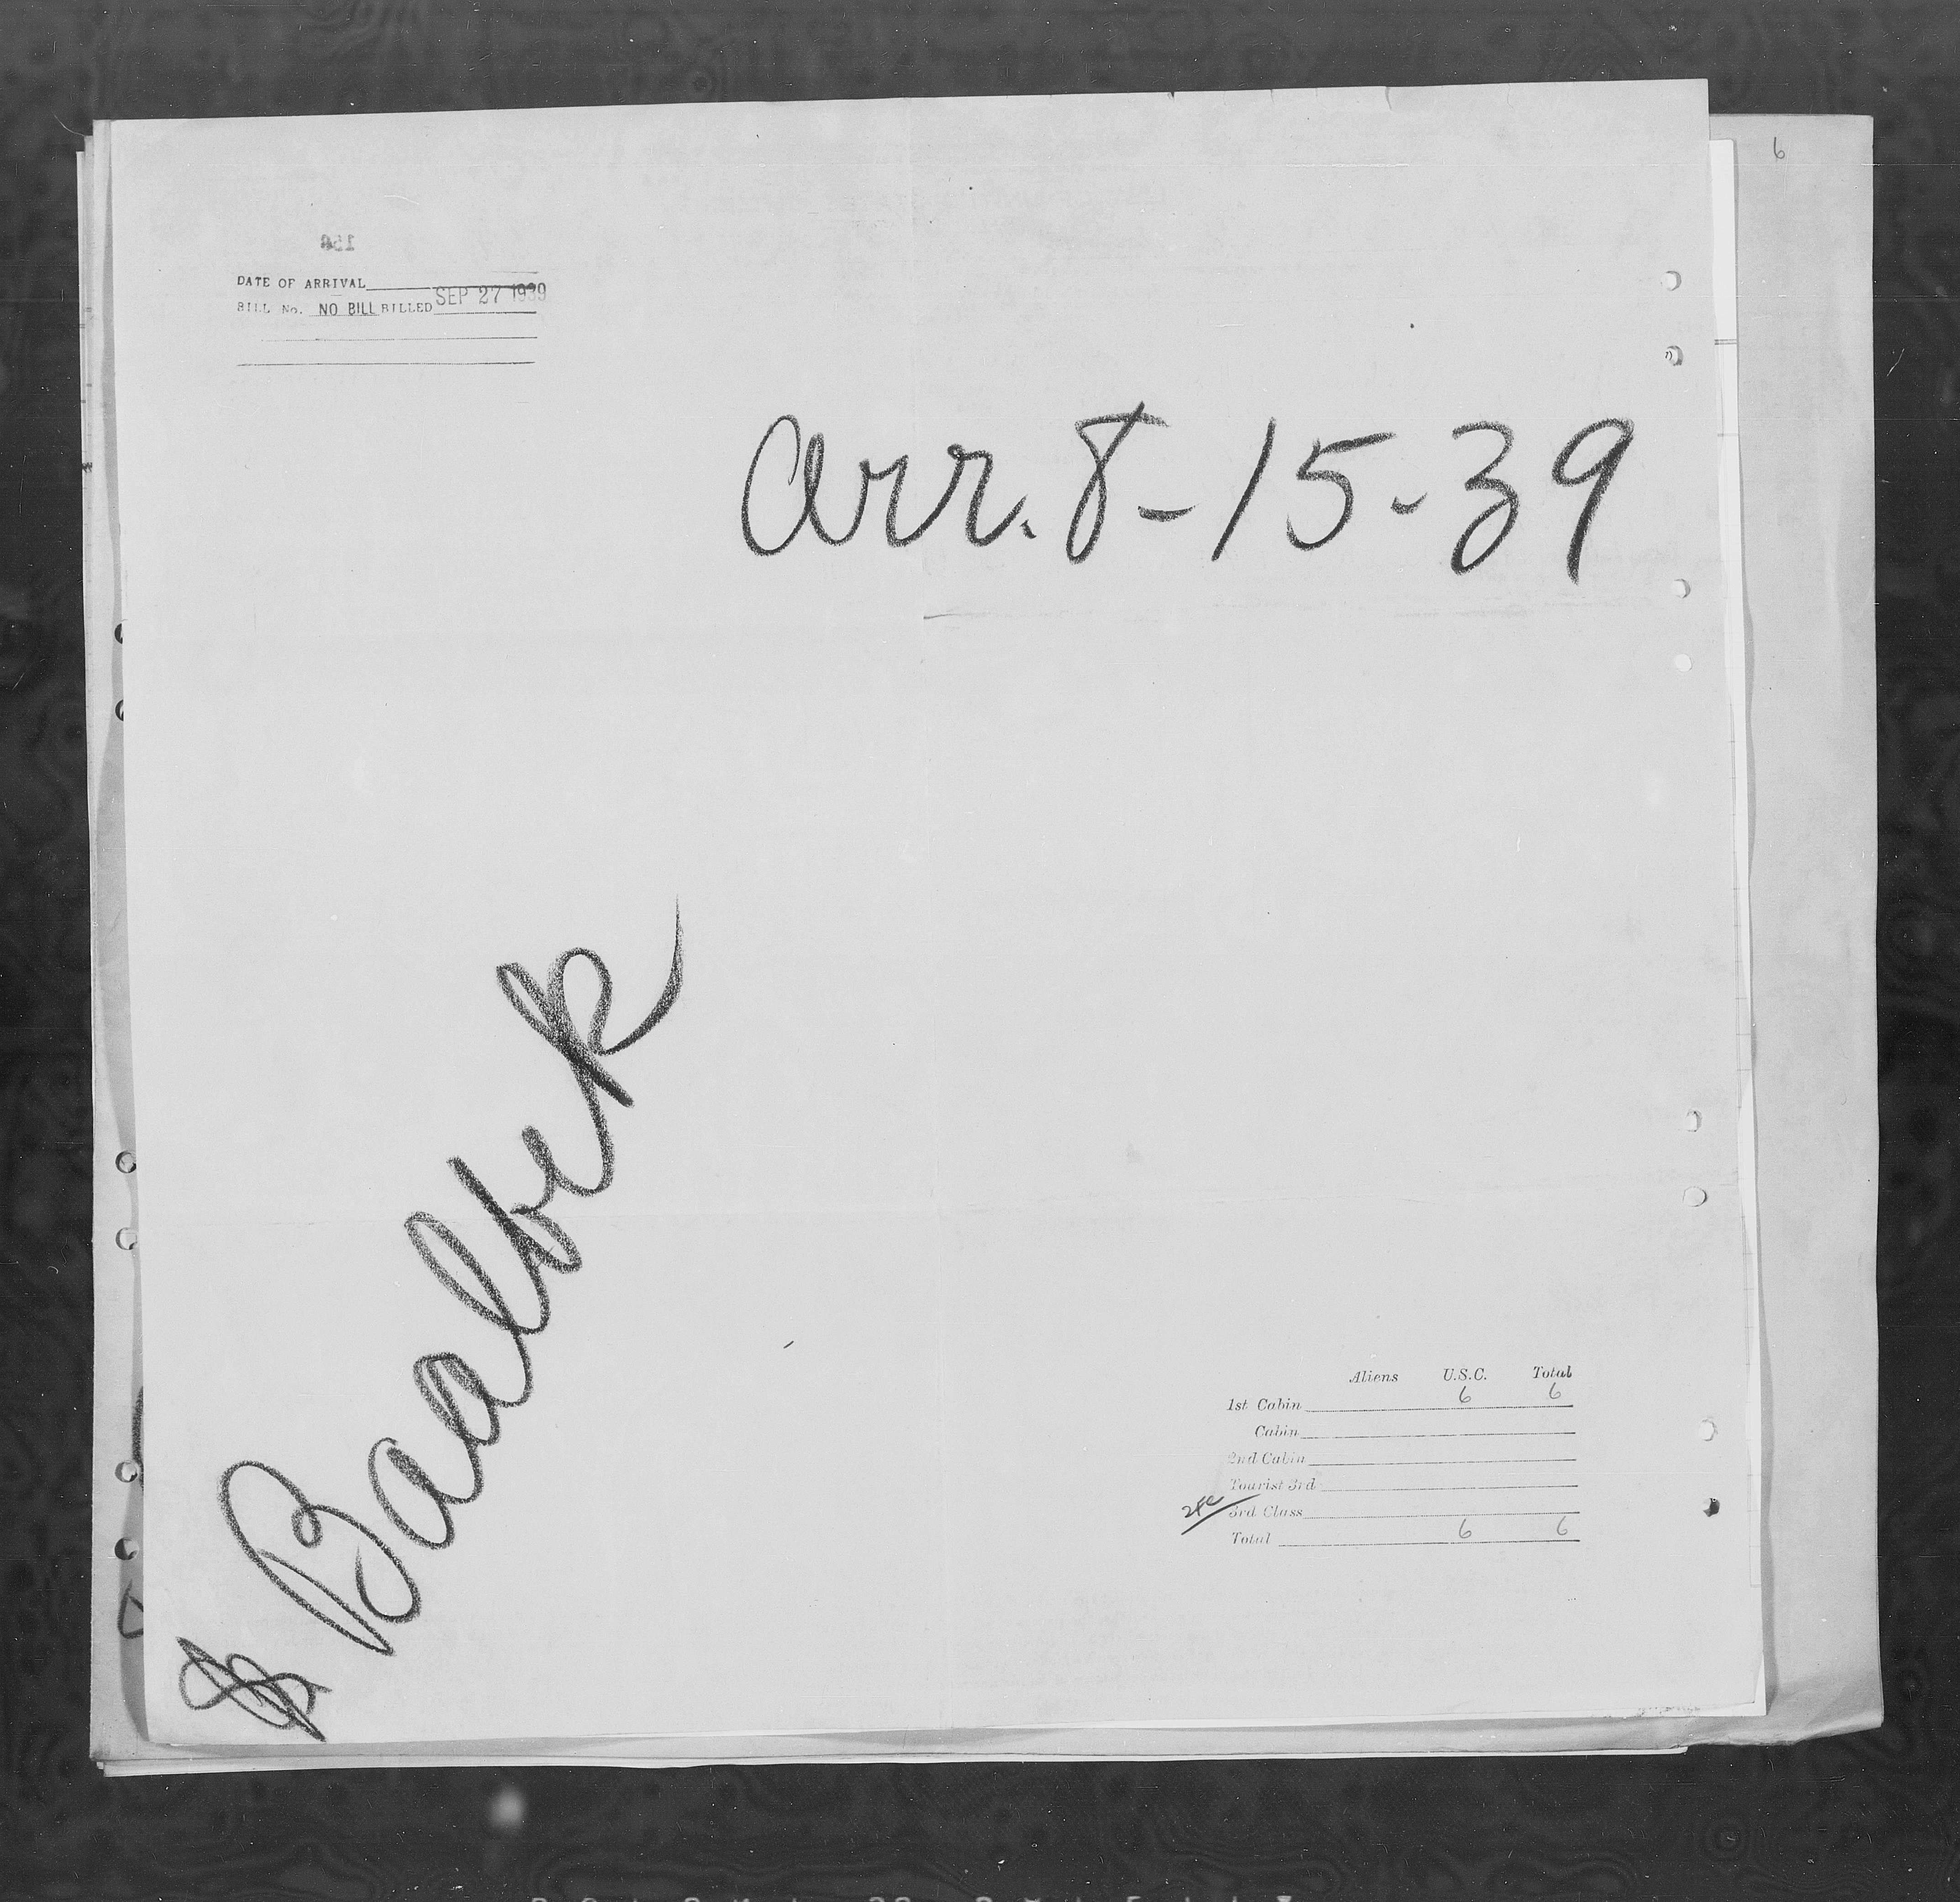 6
DATE OF ARRIVAL
BILL No. NO BILL BILLED SEP 27 1939
arr. 8-15-39
SS. Baalbek
Aliens U.S.C. Total
1st Cabin 6 6
Cabin
2nd Cabin
Tourist 3rd
3rd Class
Total 6 6